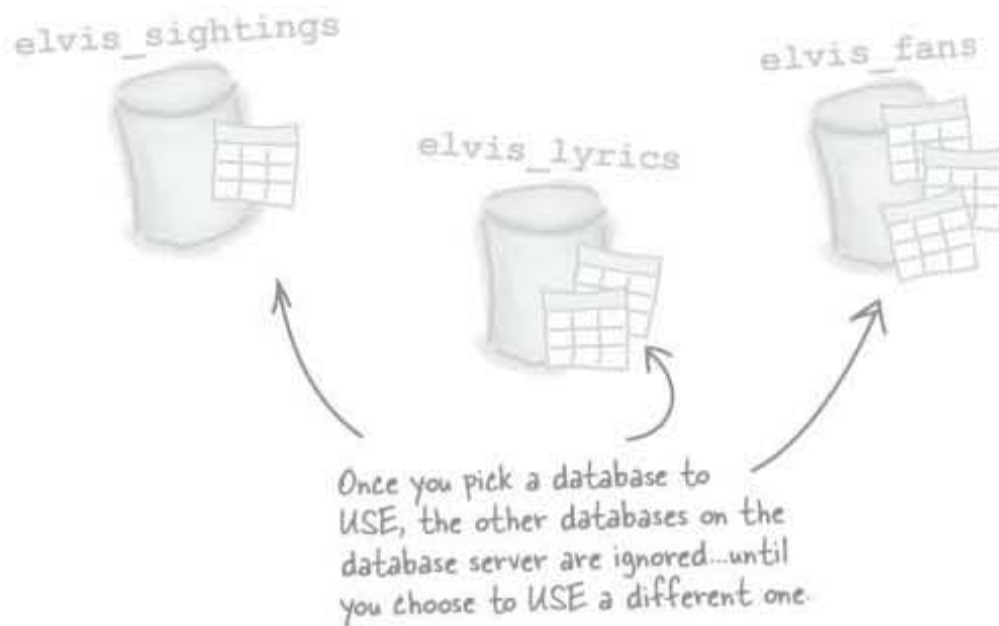 elvis_sightings
elvis_fans
elvis_lyrics
Once you pick a database to
USE, the other databases on the
database server are ignored...until
you choose to USE a different one.